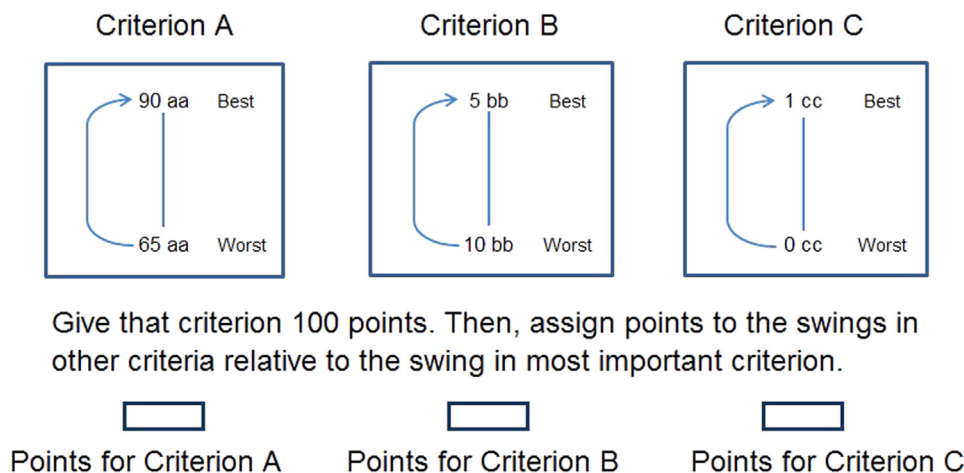 Criterion A Criterion B Criterion C
90 aa Best 5 bb Best 1 cc Best
65 aa Worst 10 bb Worst 0 cc Worst
Give that criterion 100 points. Then, assign points to the swings in
other criteria relative to the swing in most important criterion.
Points for Criterion A Points for Criterion B Points for Criterion C